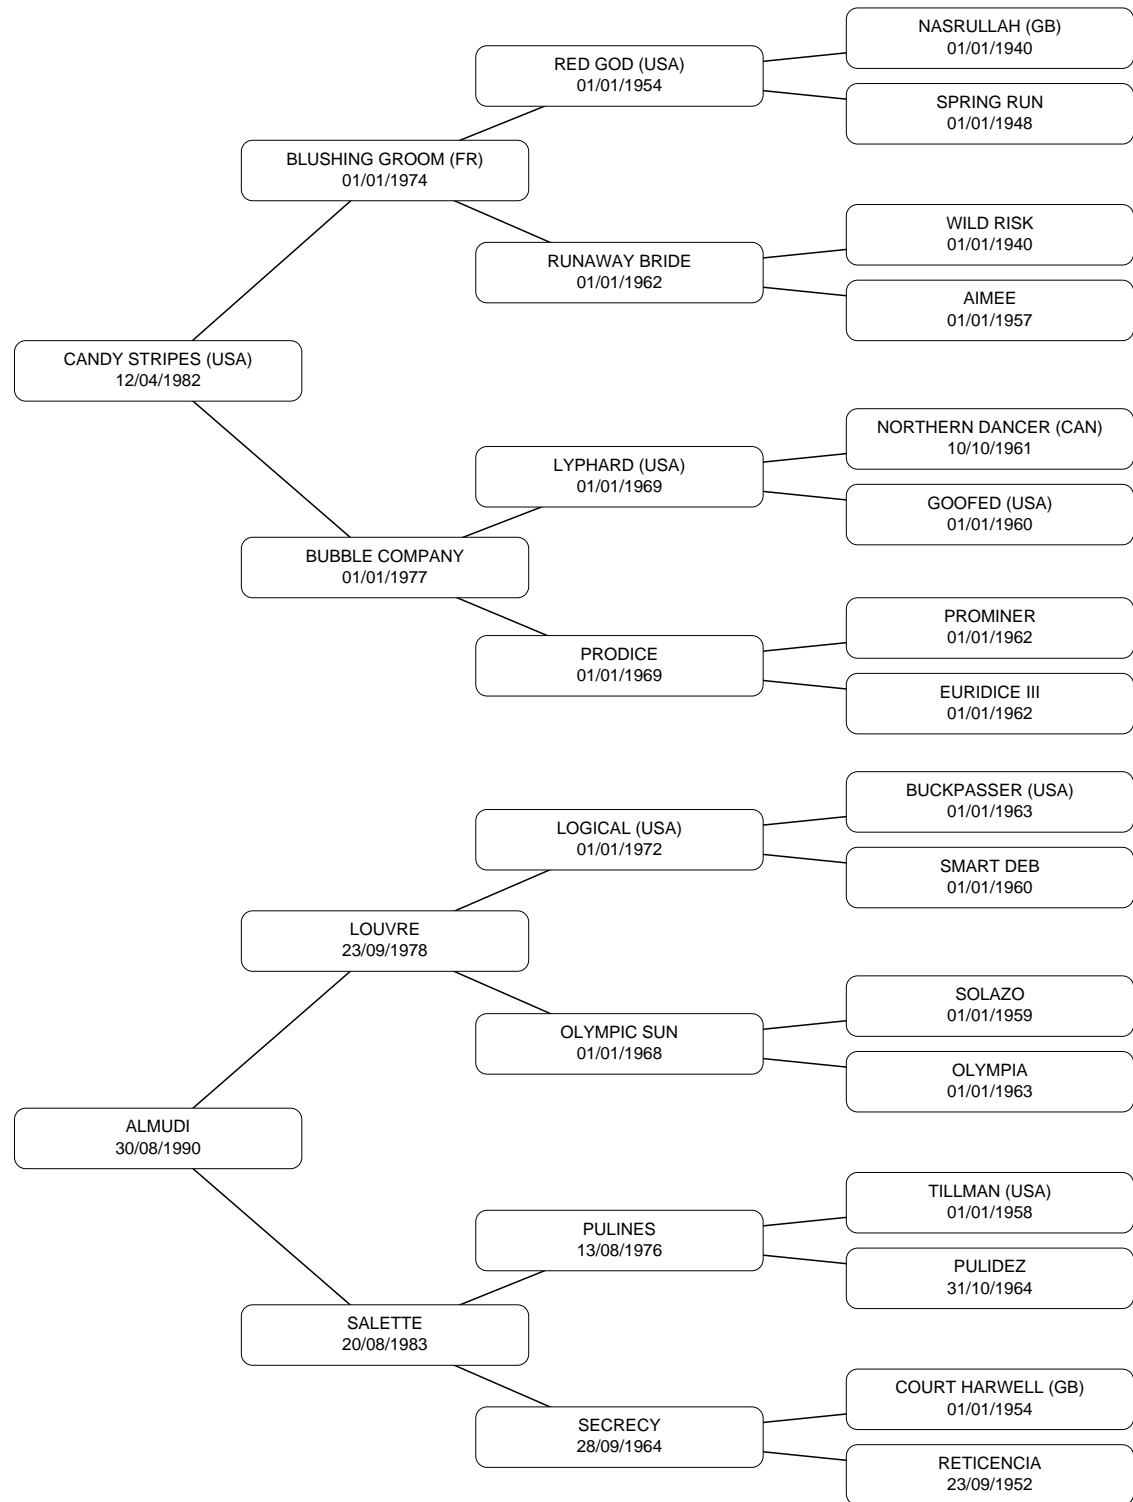 NASRULLAH (GB)
01/01/1940
RED GOD (USA)
01/01/1954
SPRING RUN
01/01/1948
BLUSHING GROOM (FR)
01/01/1974
WILD RISK
01/01/1940
RUNAWAY BRIDE
01/01/1962
AIMEE
01/01/1957
CANDY STRIPES (USA)
12/04/1982
NORTHERN DANCER (CAN)
10/10/1961
LYPHARD (USA)
01/01/1969
GOOFED (USA)
01/01/1960
BUBBLE COMPANY
01/01/1977
PROMINER
01/01/1962
PRODICE
01/01/1969
EURIDICE III
01/01/1962
BUCKPASSER (USA)
01/01/1963
LOGICAL (USA)
01/01/1972
SMART DEB
01/01/1960
LOUVRE
23/09/1978
SOLAZO
01/01/1959
OLYMPIC SUN
01/01/1968
OLYMPIA
01/01/1963
ALMUDI
30/08/1990
TILLMAN (USA)
01/01/1958
PULINES
13/08/1976
PULIDEZ
31/10/1964
SALETTE
20/08/1983
COURT HARWELL (GB)
01/01/1954
SECRECY
28/09/1964
RETICENCIA
23/09/1952